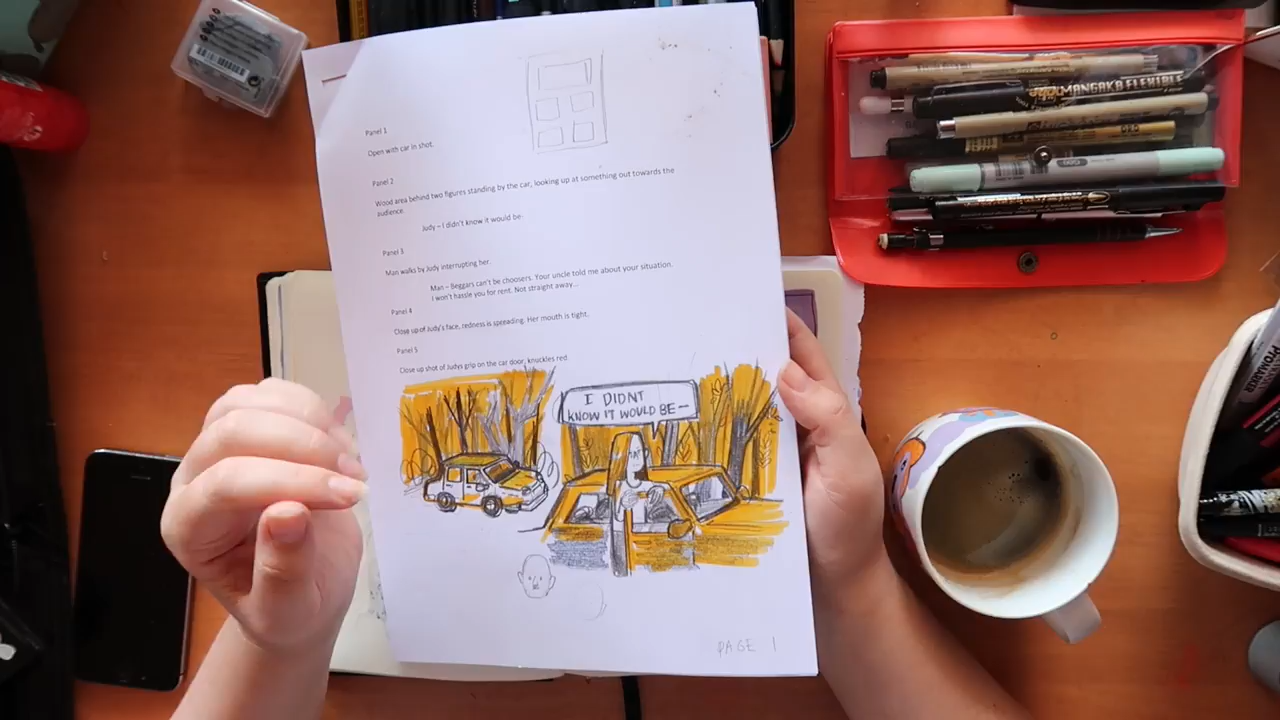 Panel 1
Open with car in shot.
Panel 2
Wood area behind two figures standing by the car, looking up at something out towards the
audience.
Judy – I didn't know it would be-
Panel 3
Man walks by Judy interrupting her.
Man – Beggars can't be choosers. Your uncle told me about your situation.
I won't hassle you for rent. Not straight away...
Panel 4
Close up of Judy's face, redness is spreading. Her mouth is tight.
Panel 5
Close up shot of Judys grip on the car door, knuckles red
I DIDNT
KNOW IT WOULD BE—
PAGE 1
MANGAKA FLEXIBLE